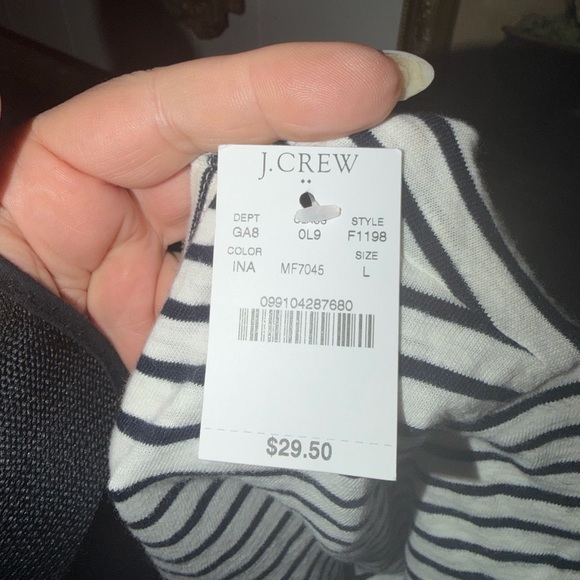 J.CREW
DEPT STYLE
GA8 0L9 F1198
COLOR SIZE
INA MF7045 L
099104287680
$29.50